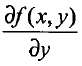 ∂f(x, y)
∂y